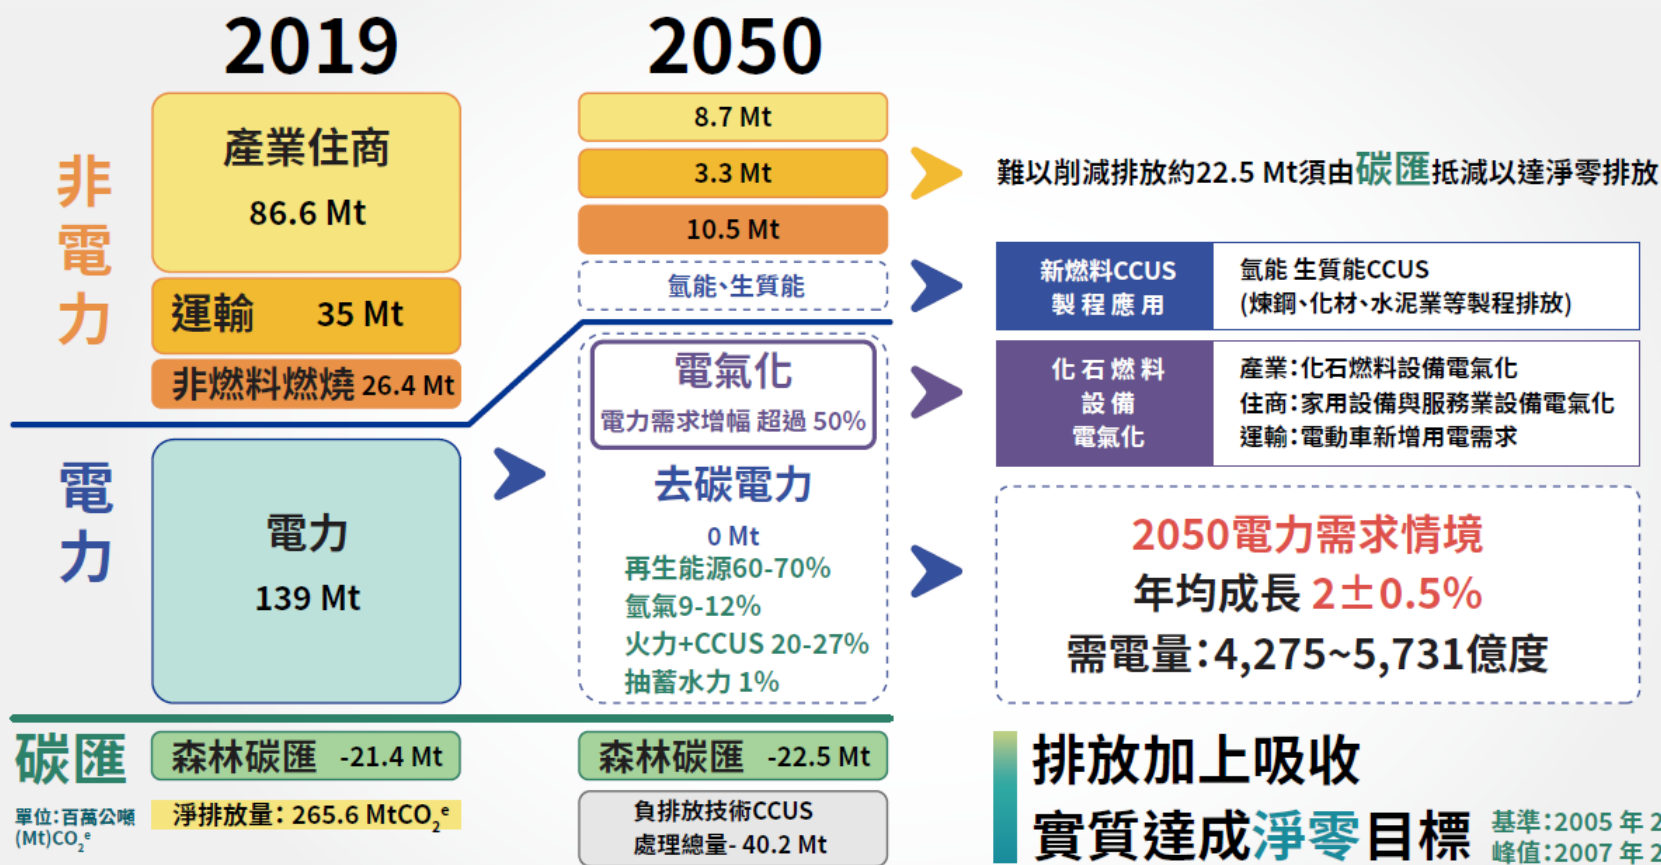 2019
2050
非電力
產業住商
86.6 Mt
運輸 35 Mt
非燃料燃燒 26.4 Mt
8.7 Mt
3.3 Mt
10.5 Mt
氫能、生質能
難以削減排放約22.5 Mt須由碳匯抵減以達淨零排放
新燃料CCUS
製程應用
氫能 生質能CCUS
(煉鋼、化材、水泥業等製程排放)
電力
電力
139 Mt
電氣化
電力需求增幅 超過 50%
去碳電力
0 Mt
再生能源60-70%
氫氣9-12%
火力+CCUS 20-27%
抽蓄水力 1%
化石燃料
設備
電氣化
產業:化石燃料設備電氣化
住商:家用設備與服務業設備電氣化
運輸:電動車新增用電需求
2050電力需求情境
年均成長 2±0.5%
需電量:4,275~5,731億度
碳匯
單位:百萬公噸
(Mt)CO₂ᵉ
森林碳匯 -21.4 Mt
淨排放量: 265.6 MtCO₂ᵉ
森林碳匯 -22.5 Mt
負排放技術CCUS
處理總量- 40.2 Mt
排放加上吸收
實質達成淨零目標
基準:2005 年 2
峰值:2007 年 2